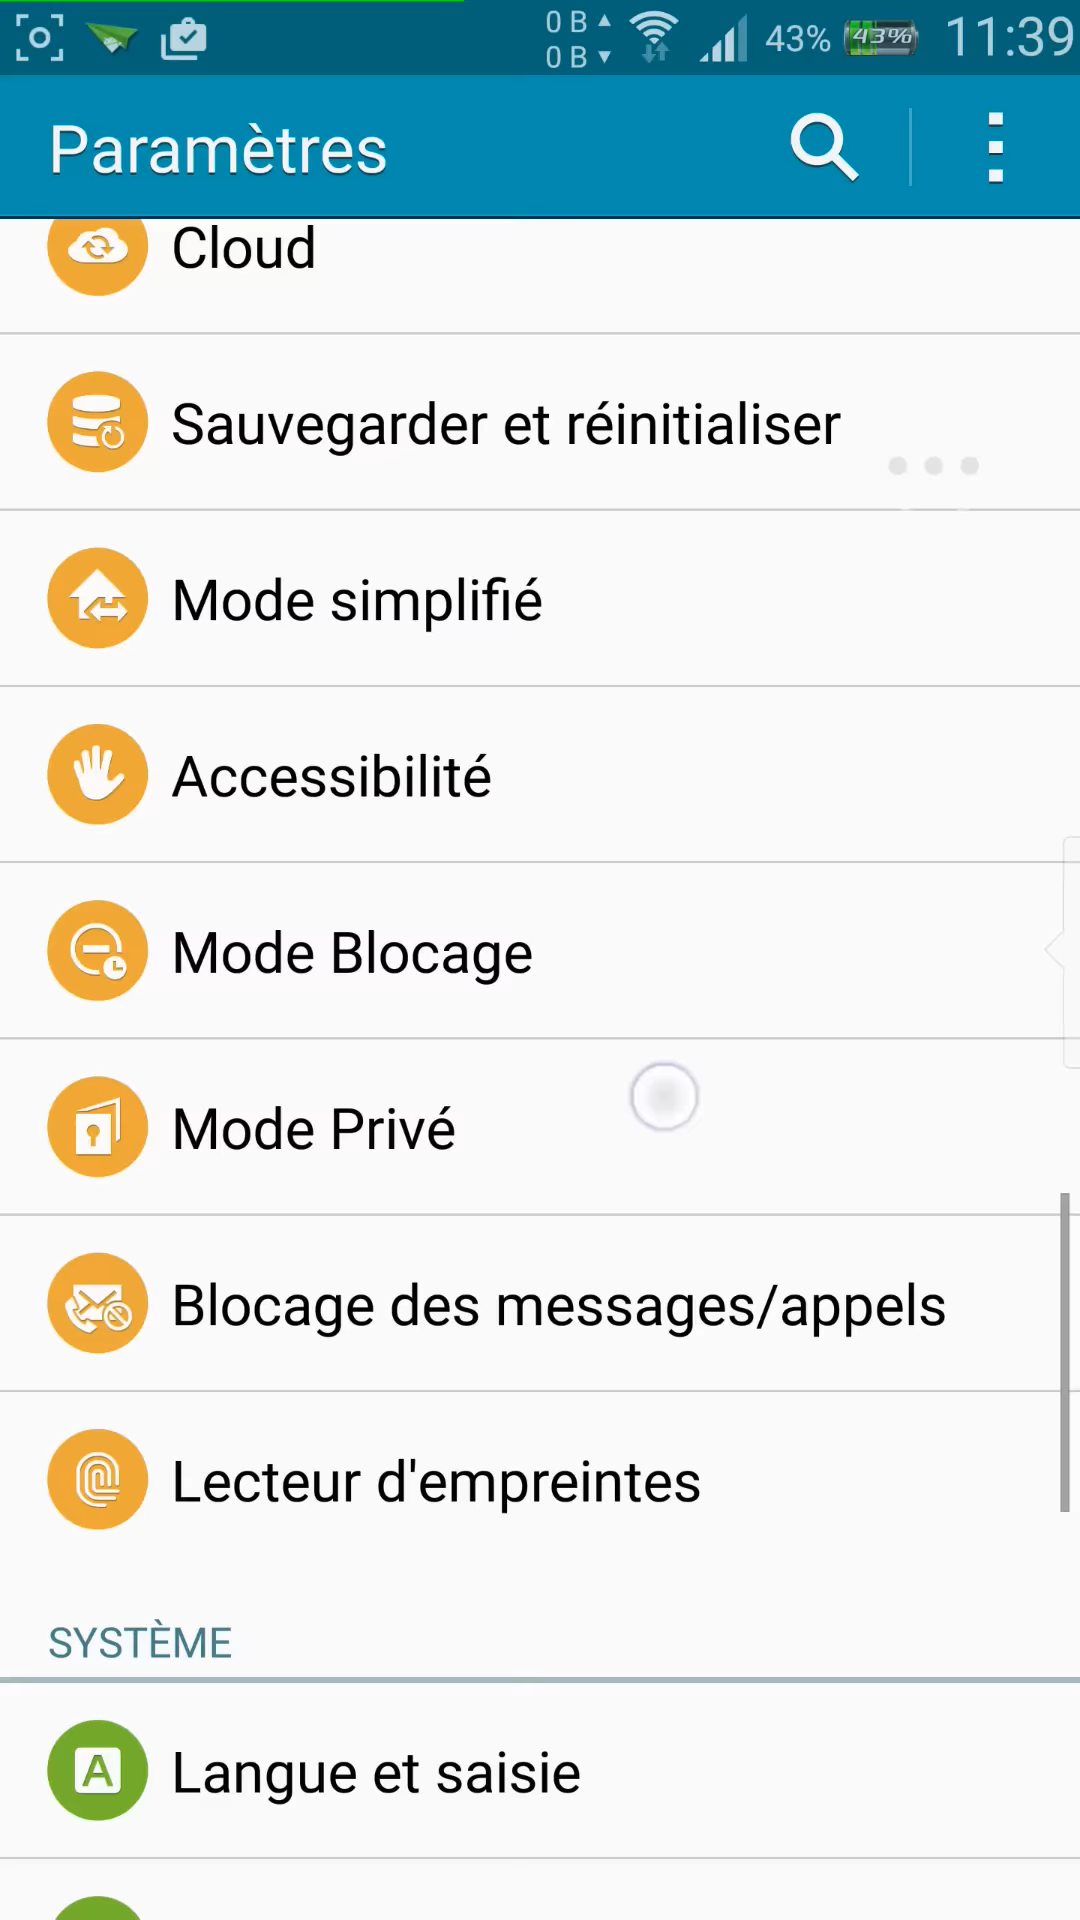 0 B ▲
0 B ▼
43%
43%
11:39
Paramètres
Cloud
Sauvegarder et réinitialiser
Mode simplifié
Accessibilité
Mode Blocage
Mode Privé
Blocage des messages/appels
Lecteur d'empreintes
SYSTÈME
A
Langue et saisie